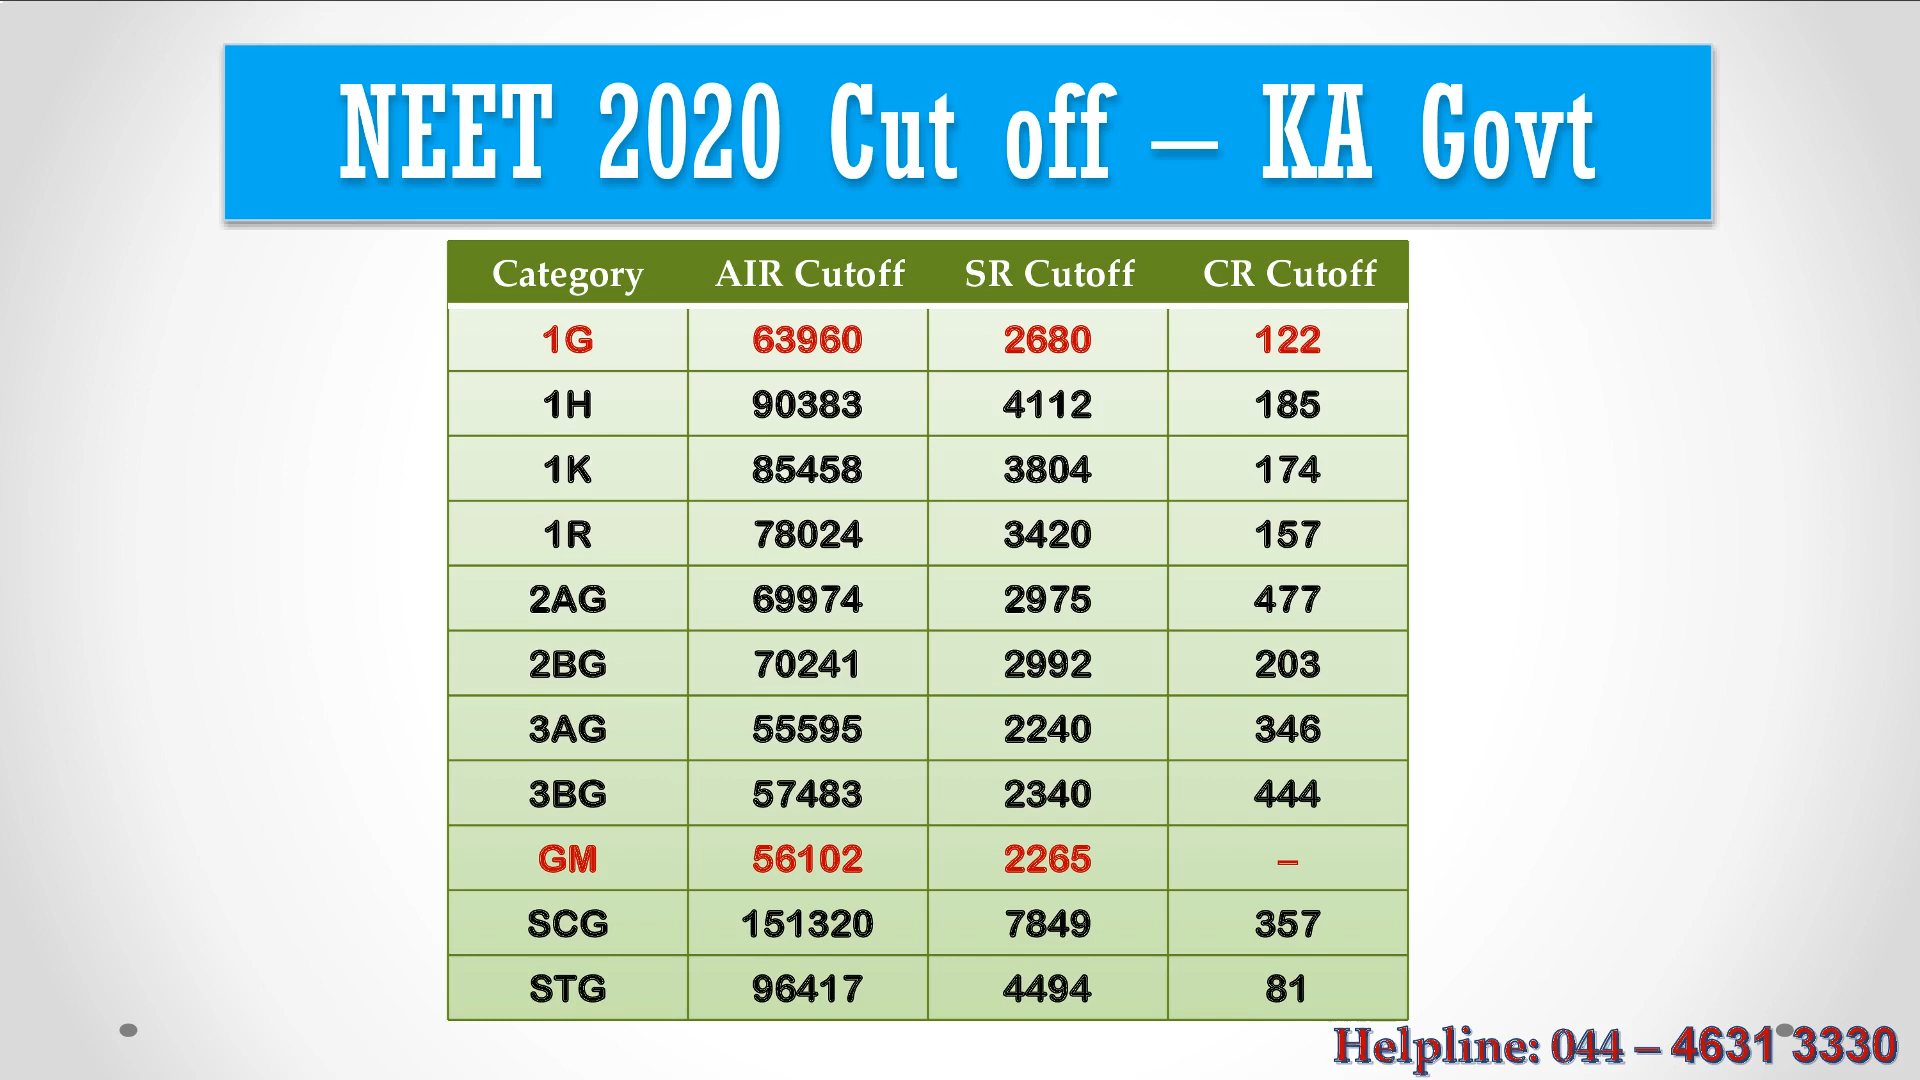 NEET 2020 Cut off – KA Govt
Category AIR Cutoff SR Cutoff CR Cutoff
1G 63960 2680 122
1H 90383 4112 185
1K 85458 3804 174
1R 78024 3420 157
2AG 69974 2975 477
2BG 70241 2992 203
3AG 55595 2240 346
3BG 57483 2340 444
GM 56102 2265 –
SCG 151320 7849 357
STG 96417 4494 81
Helpline: 044 – 4631 3330